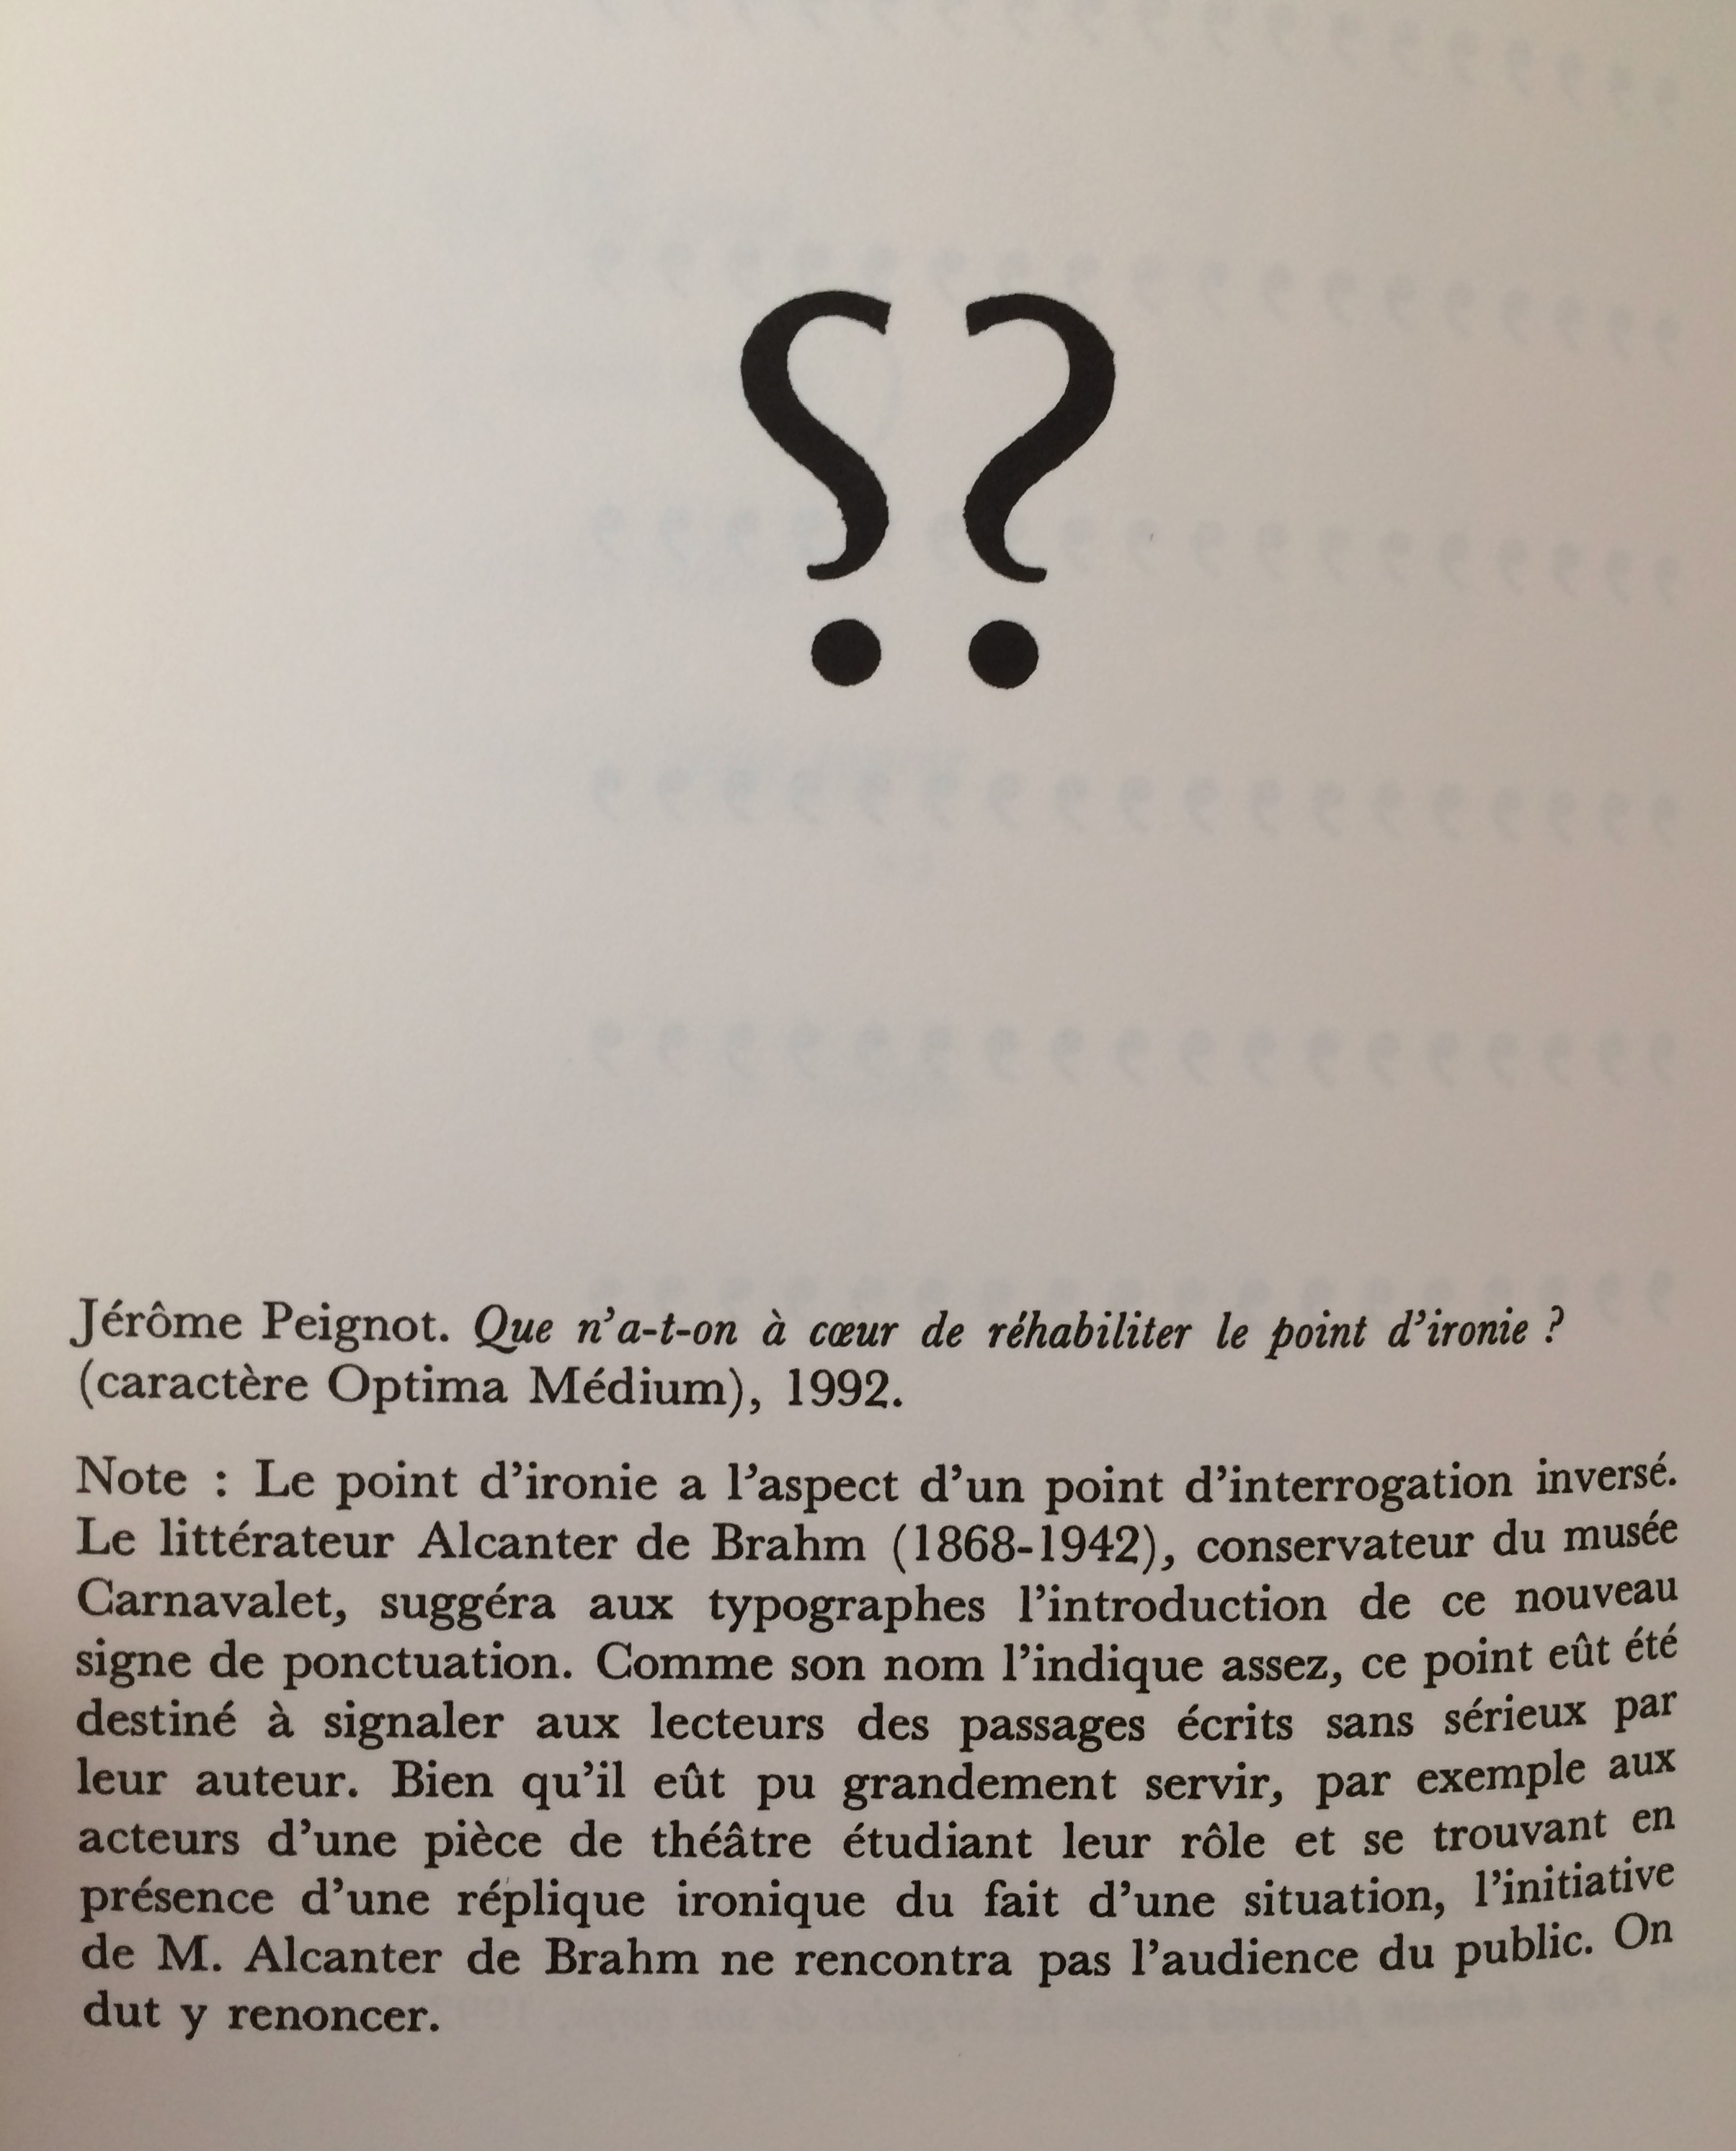 ⸮?
Jérôme Peignot. Que n’a-t-on à cœur de réhabiliter le point d’ironie ?
(caractère Optima Médium), 1992.
Note : Le point d’ironie a l’aspect d’un point d’interrogation inversé.
Le littérateur Alcanter de Brahm (1868-1942), conservateur du musée
Carnavalet, suggéra aux typographes l’introduction de ce nouveau
signe de ponctuation. Comme son nom l’indique assez, ce point eût été
destiné à signaler aux lecteurs des passages écrits sans sérieux par
leur auteur. Bien qu’il eût pu grandement servir, par exemple aux
acteurs d’une pièce de théâtre étudiant leur rôle et se trouvant en
présence d’une réplique ironique du fait d’une situation, l’initiative
de M. Alcanter de Brahm ne rencontra pas l’audience du public. On
dut y renoncer.